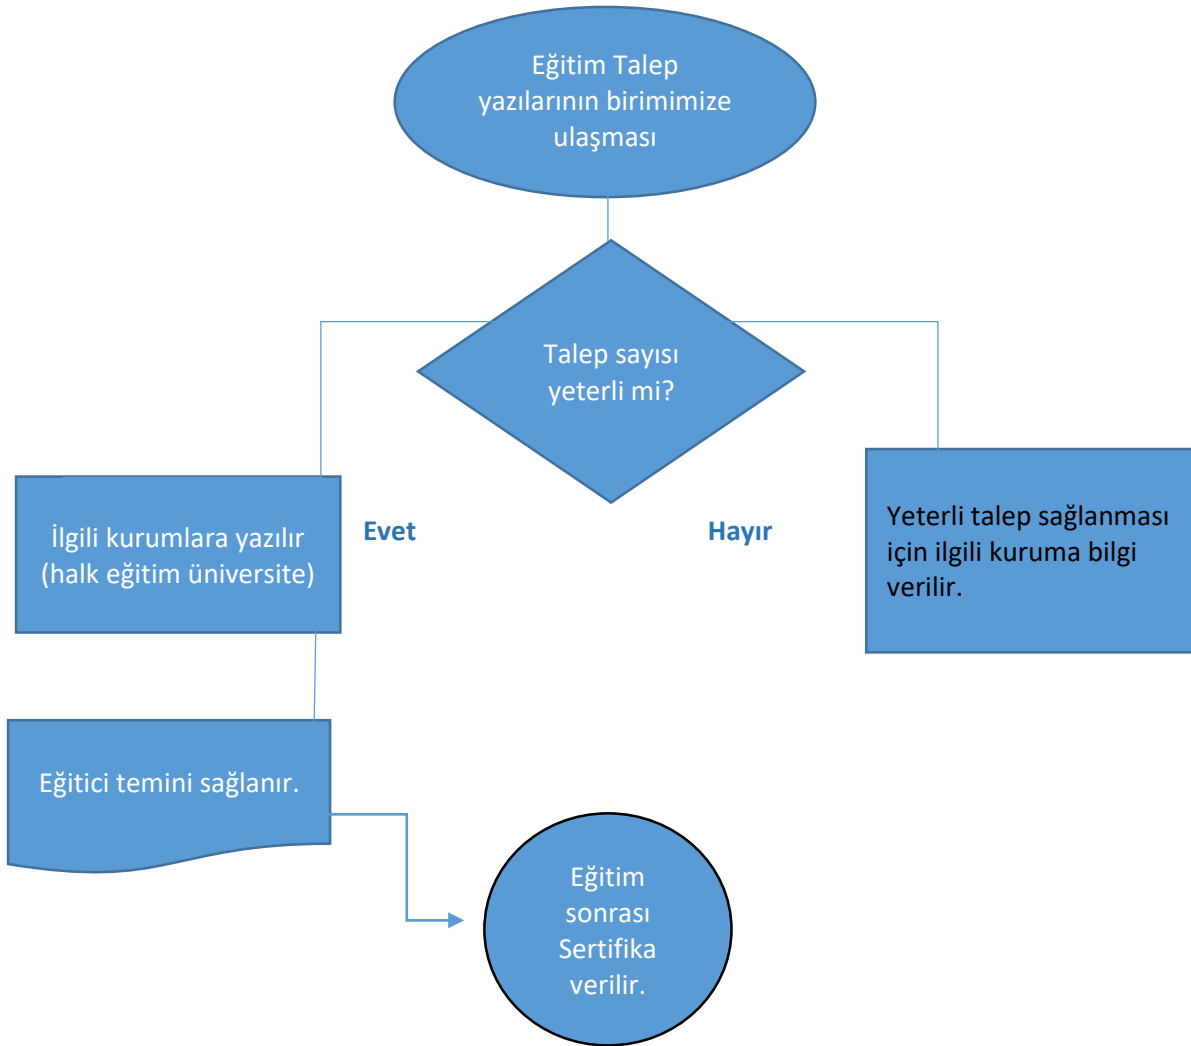 Eğitim Talep
yazılarının birimimize
ulaşması
Talep sayısı
yeterli mi?
Evet
Hayır
İlgili kurumlara yazılır
(halk eğitim üniversite)
Yeterli talep sağlanması
için ilgili kuruma bilgi
verilir.
Eğitici temini sağlanır.
Eğitim
sonrası
Sertifika
verilir.